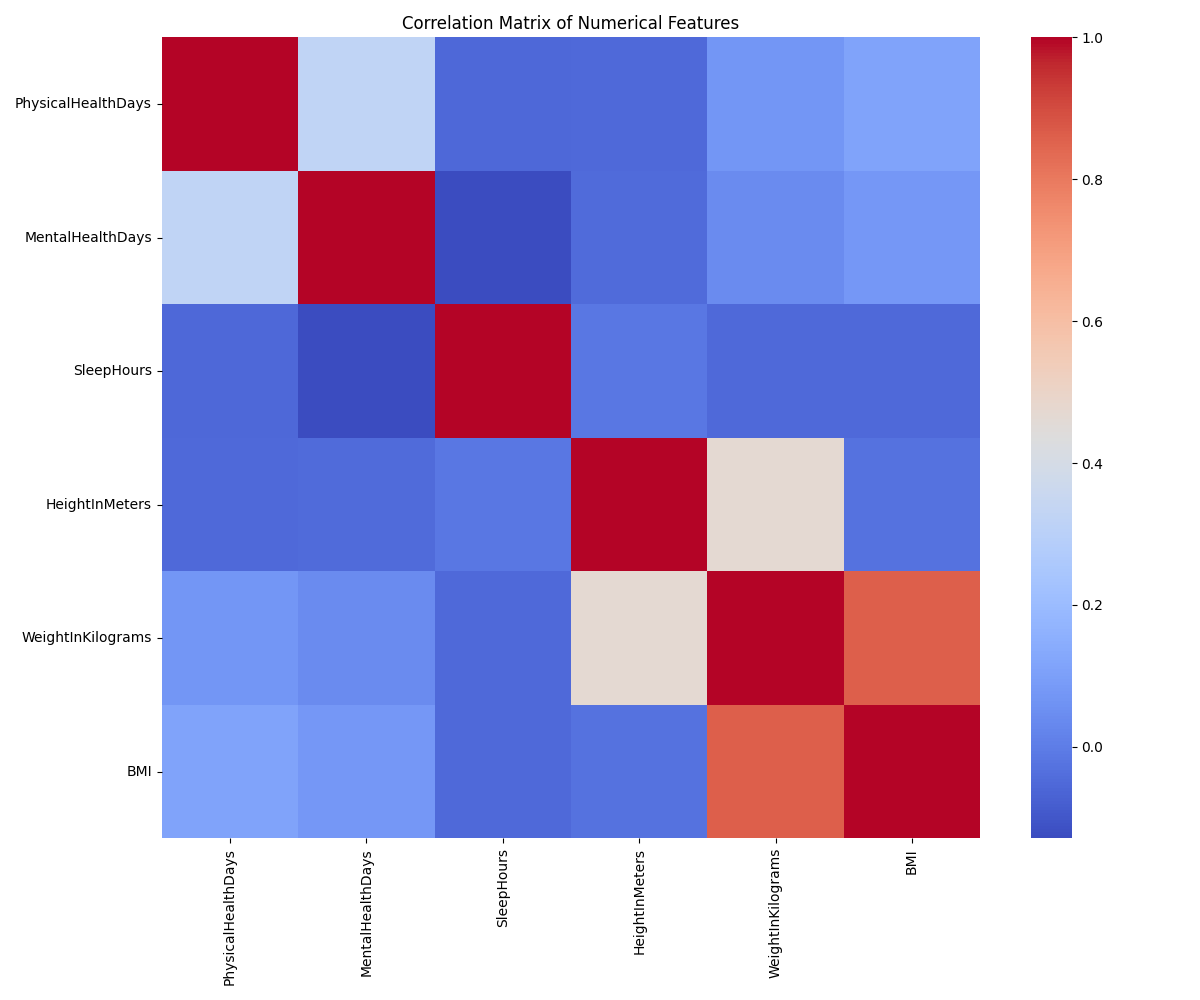 Correlation Matrix of Numerical Features
PhysicalHealthDays
MentalHealthDays
SleepHours
HeightInMeters
WeightInKilograms
BMI
PhysicalHealthDays
MentalHealthDays
SleepHours
HeightInMeters
WeightInKilograms
BMI
1.0
0.8
0.6
0.4
0.2
0.0